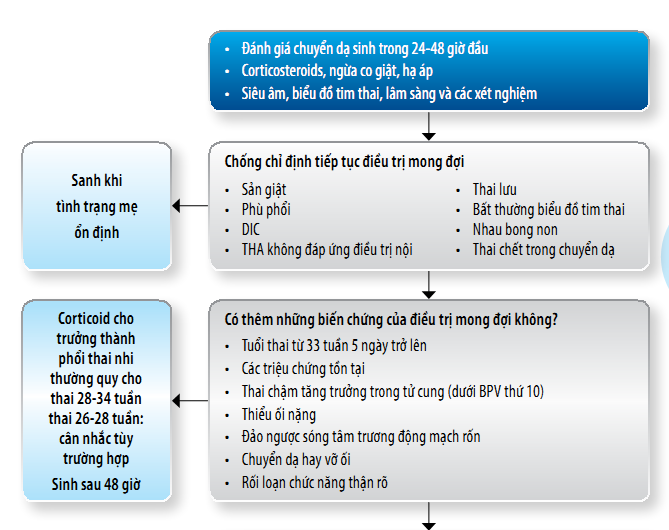 • Đánh giá chuyển dạ sinh trong 24-48 giờ đầu
• Corticosteroids, ngừa co giật, hạ áp
• Siêu âm, biểu đồ tim thai, lâm sàng và các xét nghiệm
Sanh khi
tình trạng mẹ
ổn định
Chống chỉ định tiếp tục điều trị mong đợi
• Sản giật
• Phù phổi
• DIC
• THA không đáp ứng điều trị nội
• Thai lưu
• Bất thường biểu đồ tim thai
• Nhau bong non
• Thai chết trong chuyển dạ
Corticoid cho
trưởng thành
phổi thai nhi
thường quy cho
thai 28-34 tuần
thai 26-28 tuần:
cân nhắc tùy
trường hợp
Sinh sau 48 giờ
Có thêm những biến chứng của điều trị mong đợi không?
• Tuổi thai từ 33 tuần 5 ngày trở lên
• Các triệu chứng tồn tại
• Thai chậm tăng trưởng trong tử cung (dưới BPV thứ 10)
• Thiểu ối nặng
• Đảo ngược sóng tâm trương động mạch rốn
• Chuyển dạ hay vỡ ối
• Rối loạn chức năng thận rõ